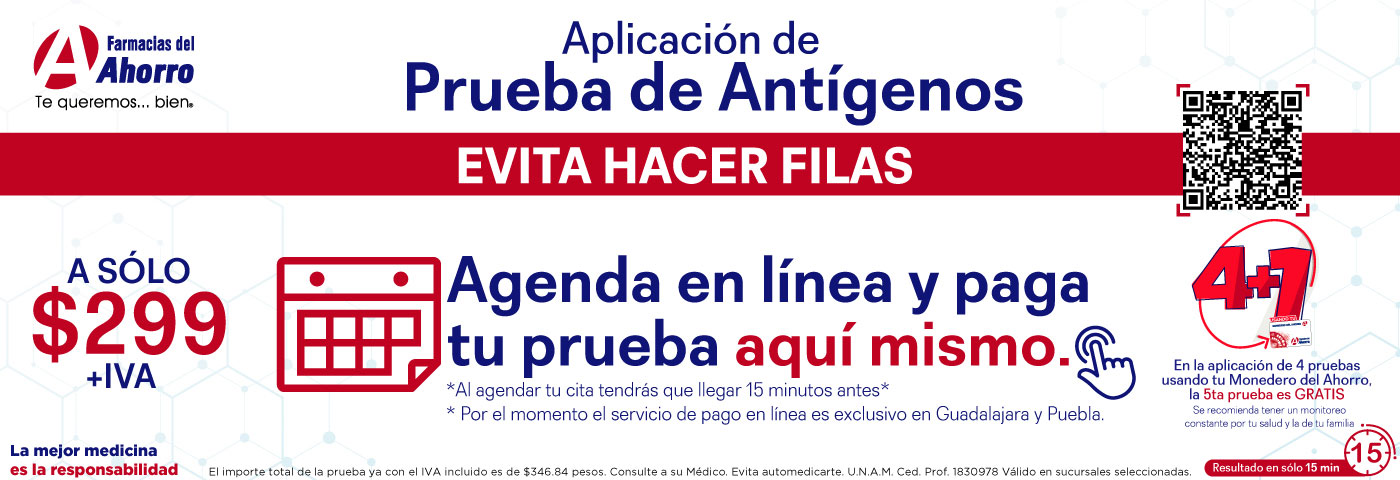 Farmacias del
Ahorro
Te queremos... bien®
Aplicación de
Prueba de Antígenos
EVITA HACER FILAS
A SÓLO
$299
+IVA
Agenda en línea y paga
tu prueba aquí mismo.
*Al agendar tu cita tendrás que llegar 15 minutos antes*
* Por el momento el servicio de pago en línea es exclusivo en Guadalajara y Puebla.
4+1
En la aplicación de 4 pruebas
usando tu Monedero del Ahorro,
la 5ta prueba es GRATIS
Se recomienda tener un monitoreo
constante por tu salud y la de tu familia
La mejor medicina
es la responsabilidad
El importe total de la prueba ya con el IVA incluido es de $346.84 pesos. Consulte a su Médico. Evita automedicarte. U.N.A.M. Ced. Prof. 1830978 Válido en sucursales seleccionadas.
Resultado en sólo 15 min
15